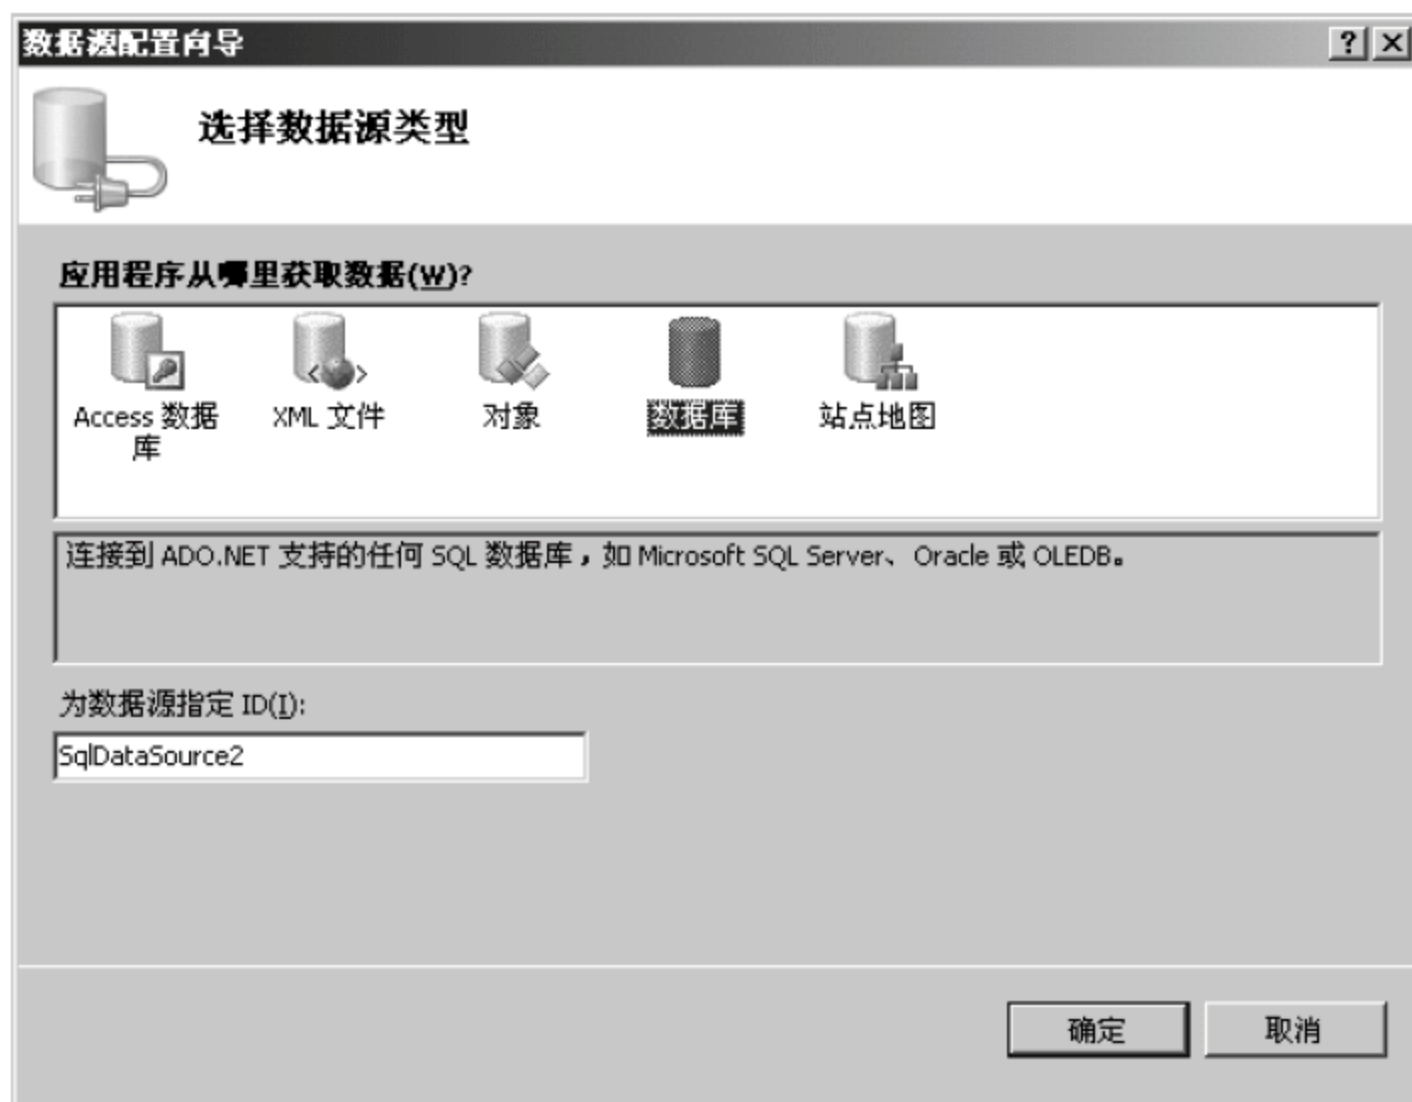 数据源配置向导
选择数据源类型
应用程序从哪里获取数据(W)?
Access 数据
库
XML 文件
对象
数据库
站点地图
连接到 ADO.NET 支持的任何 SQL 数据库，如 Microsoft SQL Server、Oracle 或 OLEDB。
为数据源指定 ID(I):
SqlDataSource2
确定
取消